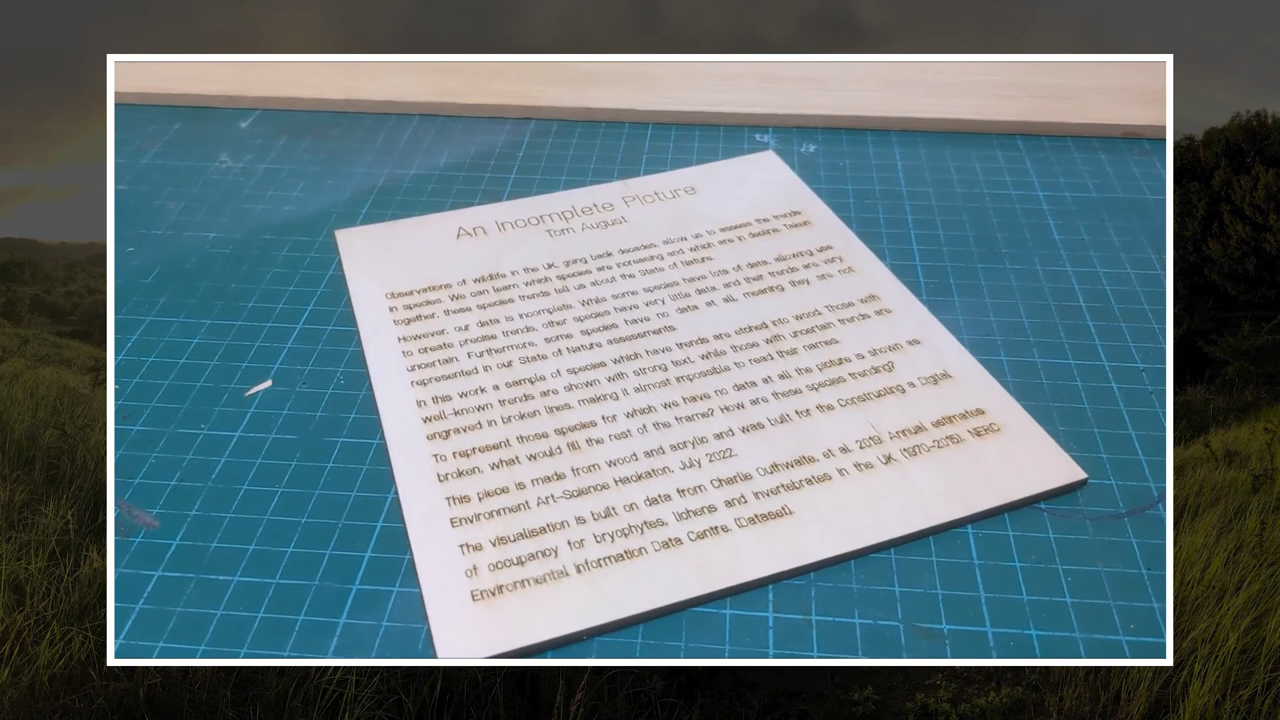 An Incomplete Picture
Tom August
Observations of wildlife in the UK, going back decades, allow us to assess the trends
in species. We can learn which species are increasing and which are in decline. Taken
together, these species trends tell us about the State of Nature.
However, our data is incomplete. While some species have lots of data, allowing use
to create precise trends, other species have very little data, and their trends are very
uncertain. Furthermore, some species have no data at all, meaning they are not
represented in our State of Nature assessments.
In this work a sample of species which have trends are etched into wood. Those with
well-known trends are shown with strong text, while those with uncertain trends are
engraved in broken lines, making it almost impossible to read their names.
To represent those species for which we have no data at all the picture is shown as
broken, what would fill the rest of the frame? How are these species trending?
This piece is made from wood and acrylic and was built for the Constructing a Digital
Environment Art-Science Hackaton, July 2022.
The visualisation is built on data from Charlie Outhwaite, et al. 2019. Annual estimates
of occupancy for bryophytes, lichens and invertebrates in the UK (1970-2015). NERC
Environmental Information Data Centre. (Dataset).